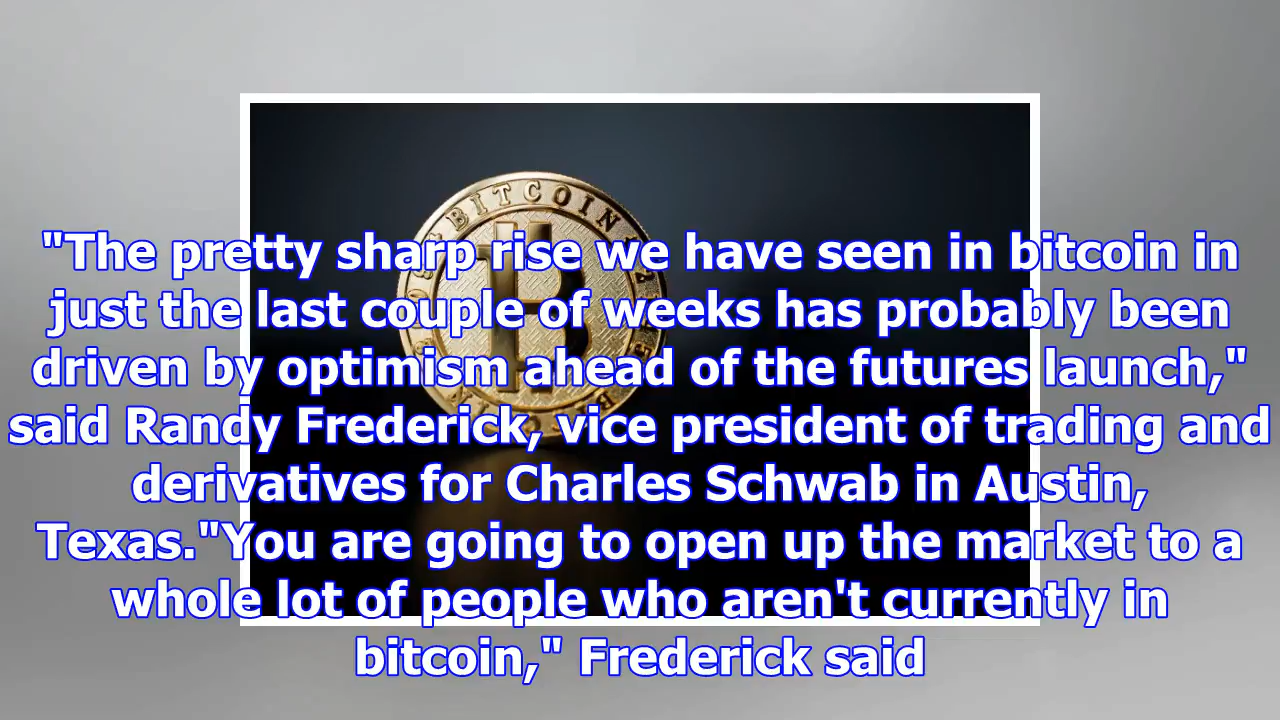 BITCOIN
"The pretty sharp rise we have seen in bitcoin in
just the last couple of weeks has probably been
driven by optimism ahead of the futures launch,"
said Randy Frederick, vice president of trading and
derivatives for Charles Schwab in Austin,
Texas."You are going to open up the market to a
whole lot of people who aren't currently in
bitcoin," Frederick said